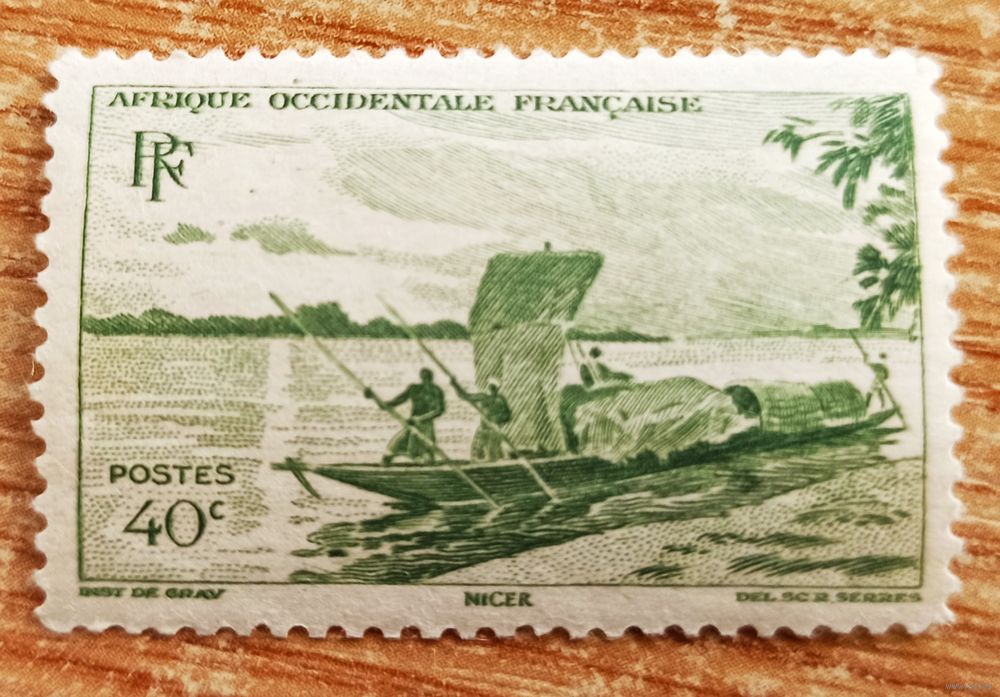 AFRIQUE OCCIDENTALE FRANÇAISE
RF
POSTES
40c
INST DE GRAV
NIGER
DEL. SC. R. SERRES